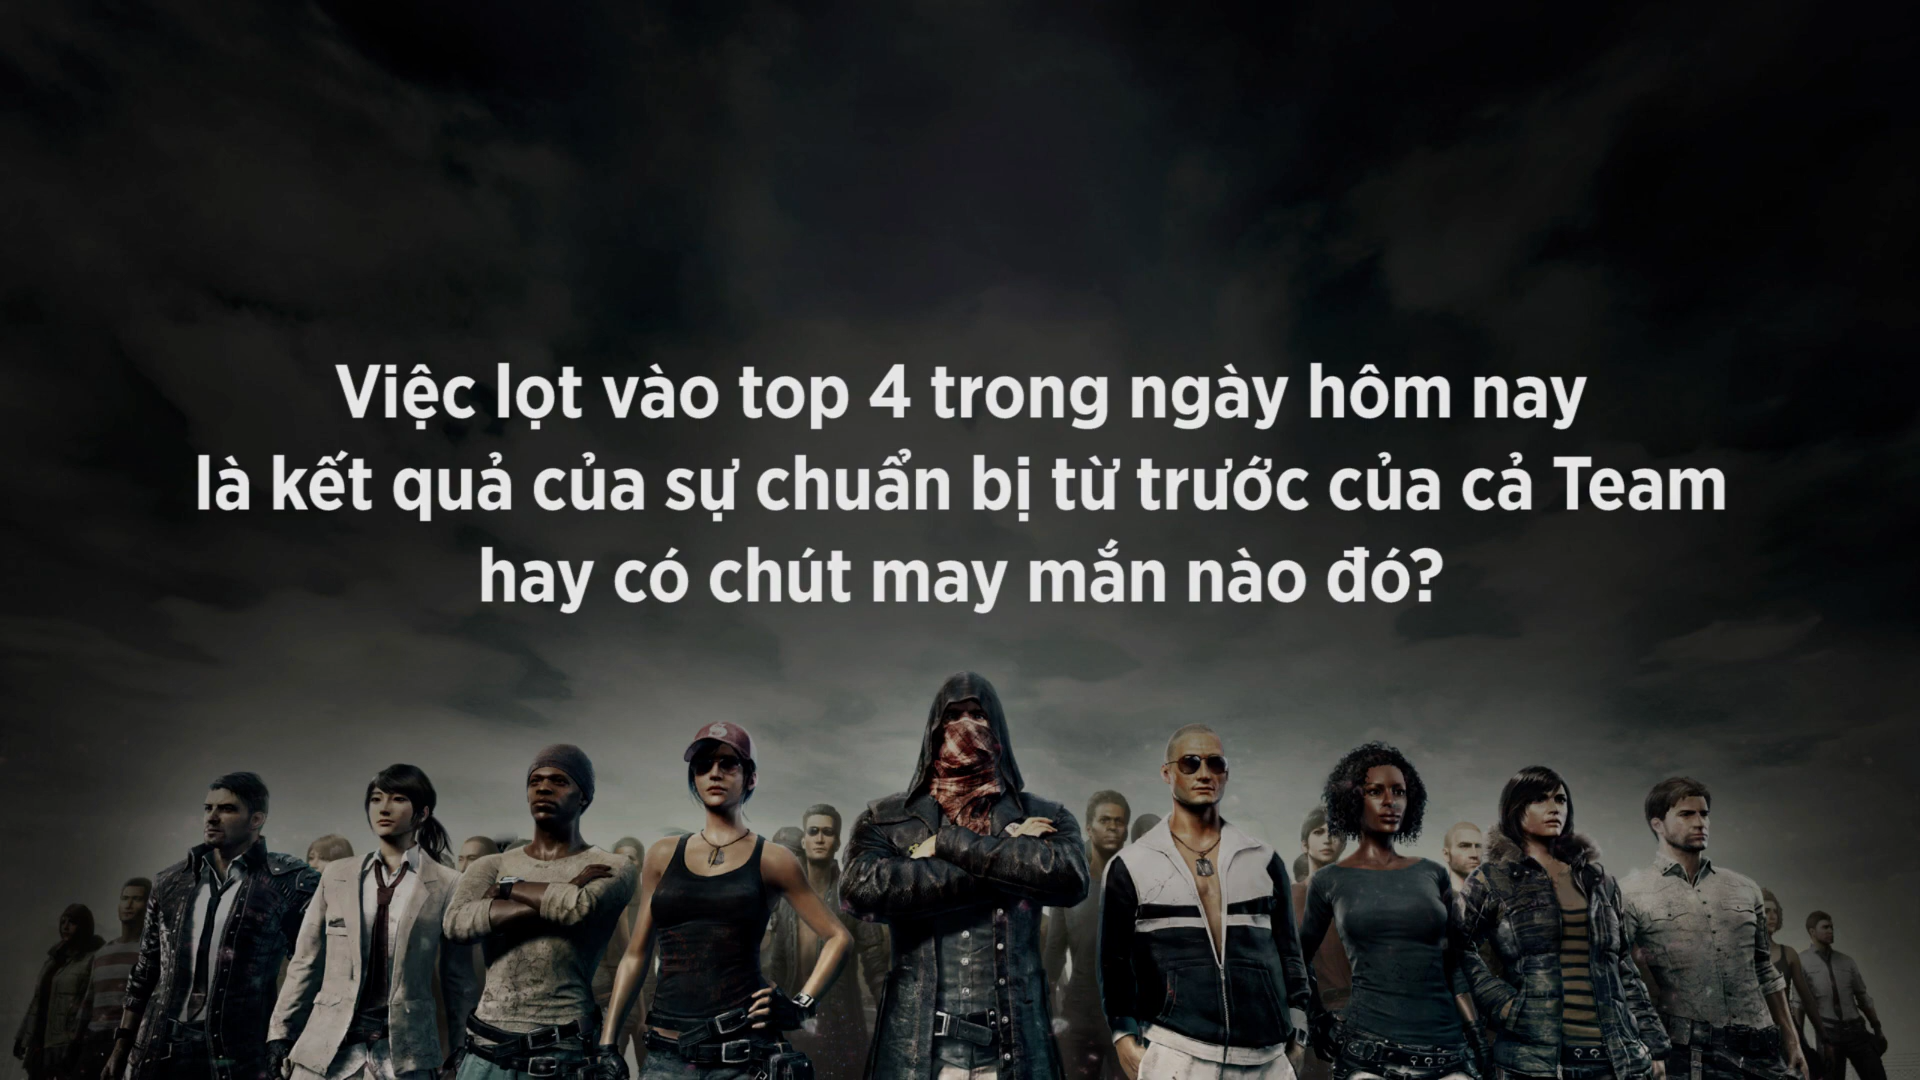 Việc lọt vào top 4 trong ngày hôm nay
là kết quả của sự chuẩn bị từ trước của cả Team
hay có chút may mắn nào đó?